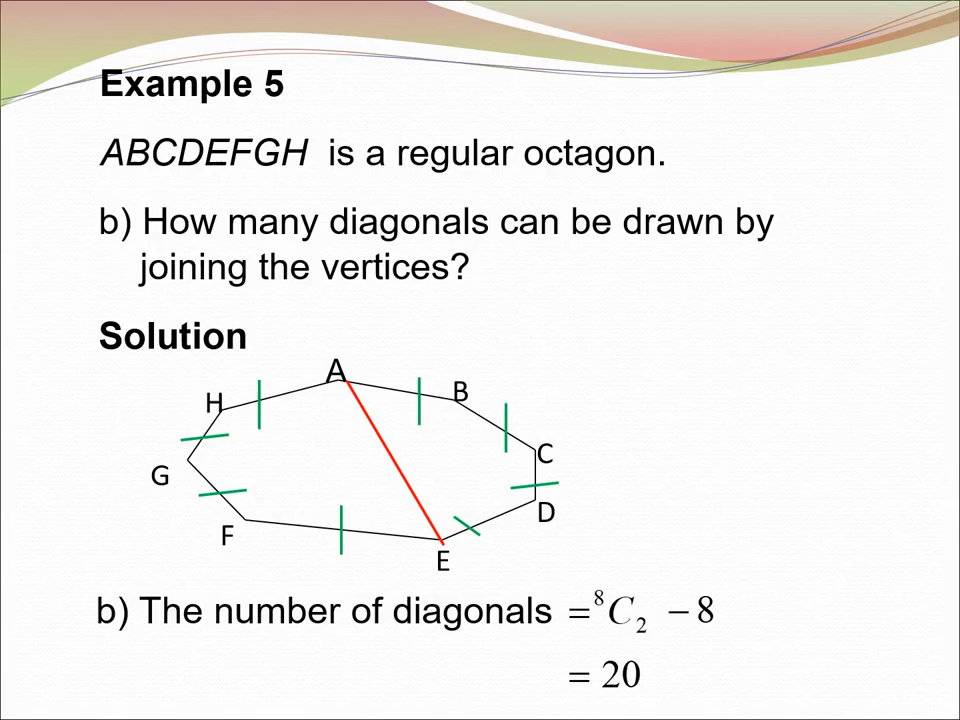 Example 5
ABCDEFGH is a regular octagon.
b) How many diagonals can be drawn by
joining the vertices?
Solution
A
B
H
C
G
D
F
E
b) The number of diagonals = ⁸C₂ − 8
= 20